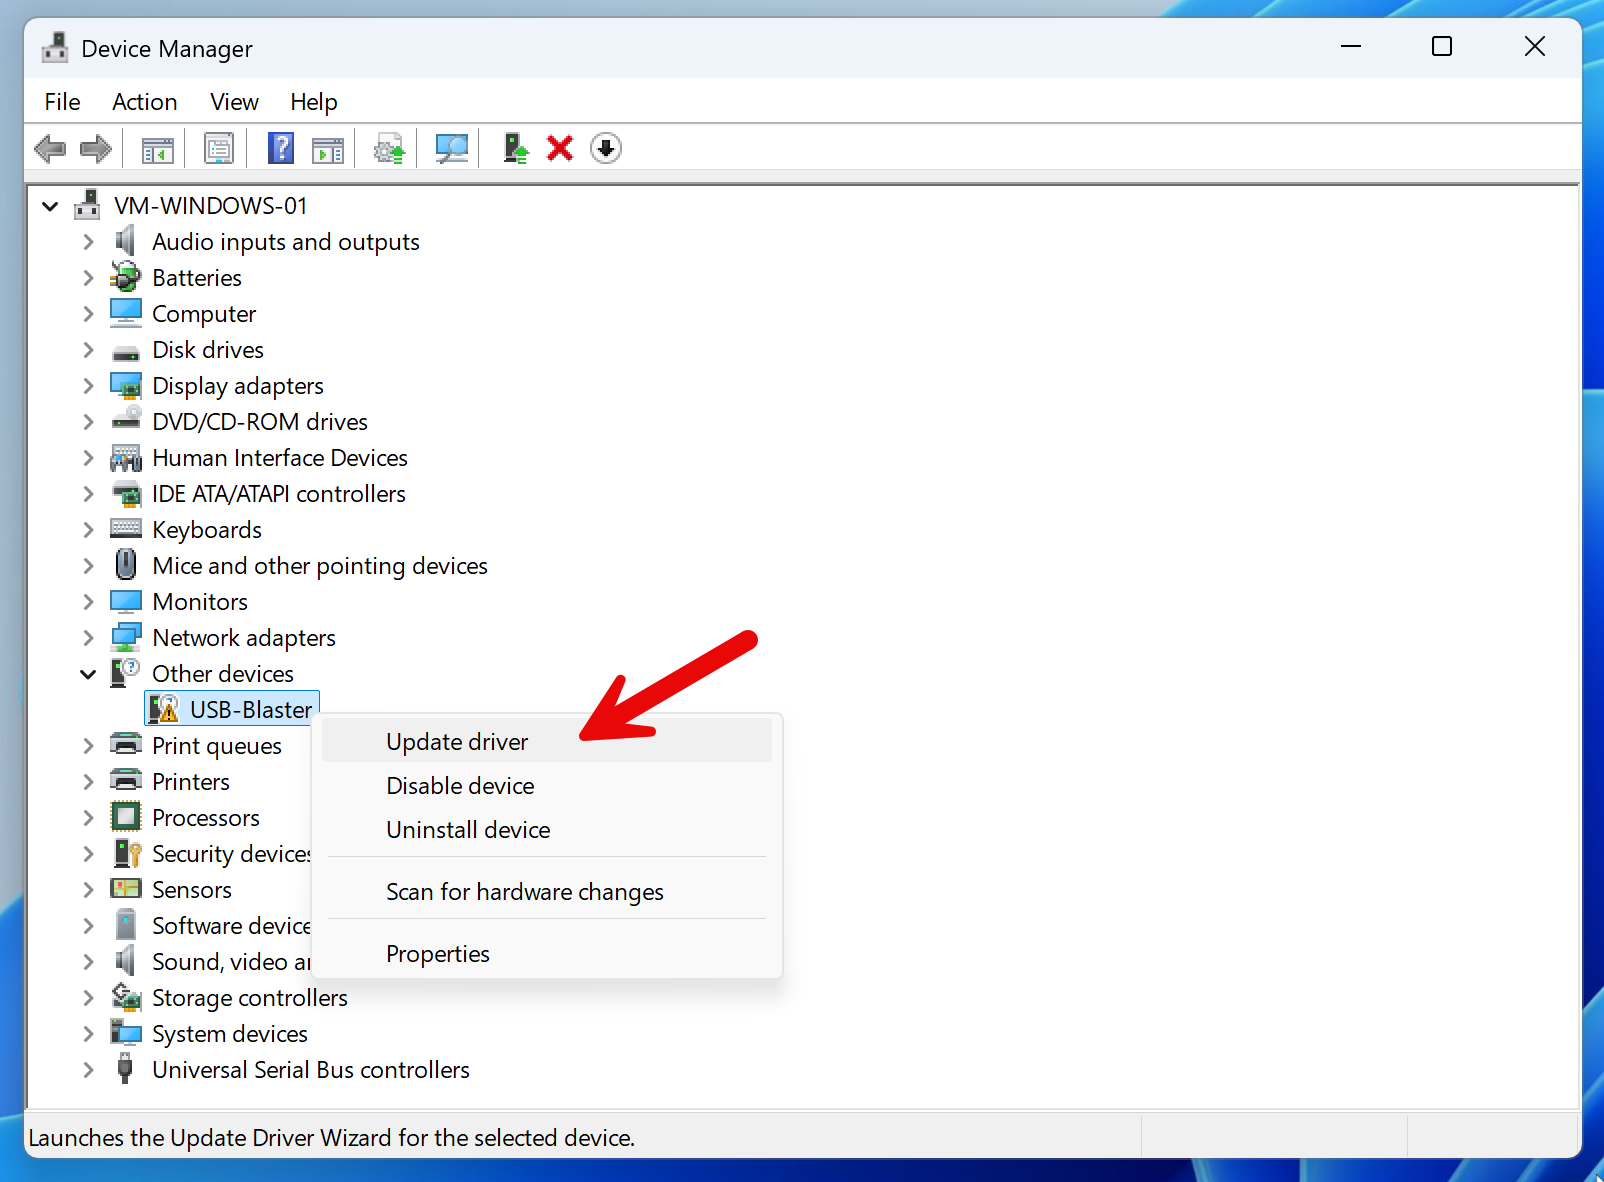 Device Manager
File Action View Help
VM-WINDOWS-01
Audio inputs and outputs
Batteries
Computer
Disk drives
Display adapters
DVD/CD-ROM drives
Human Interface Devices
IDE ATA/ATAPI controllers
Keyboards
Mice and other pointing devices
Monitors
Network adapters
Other devices
USB-Blaster
Print queues
Printers
Processors
Security devices
Sensors
Software device
Sound, video a
Storage controllers
System devices
Universal Serial Bus controllers
Update driver
Disable device
Uninstall device
Scan for hardware changes
Properties
Launches the Update Driver Wizard for the selected device.